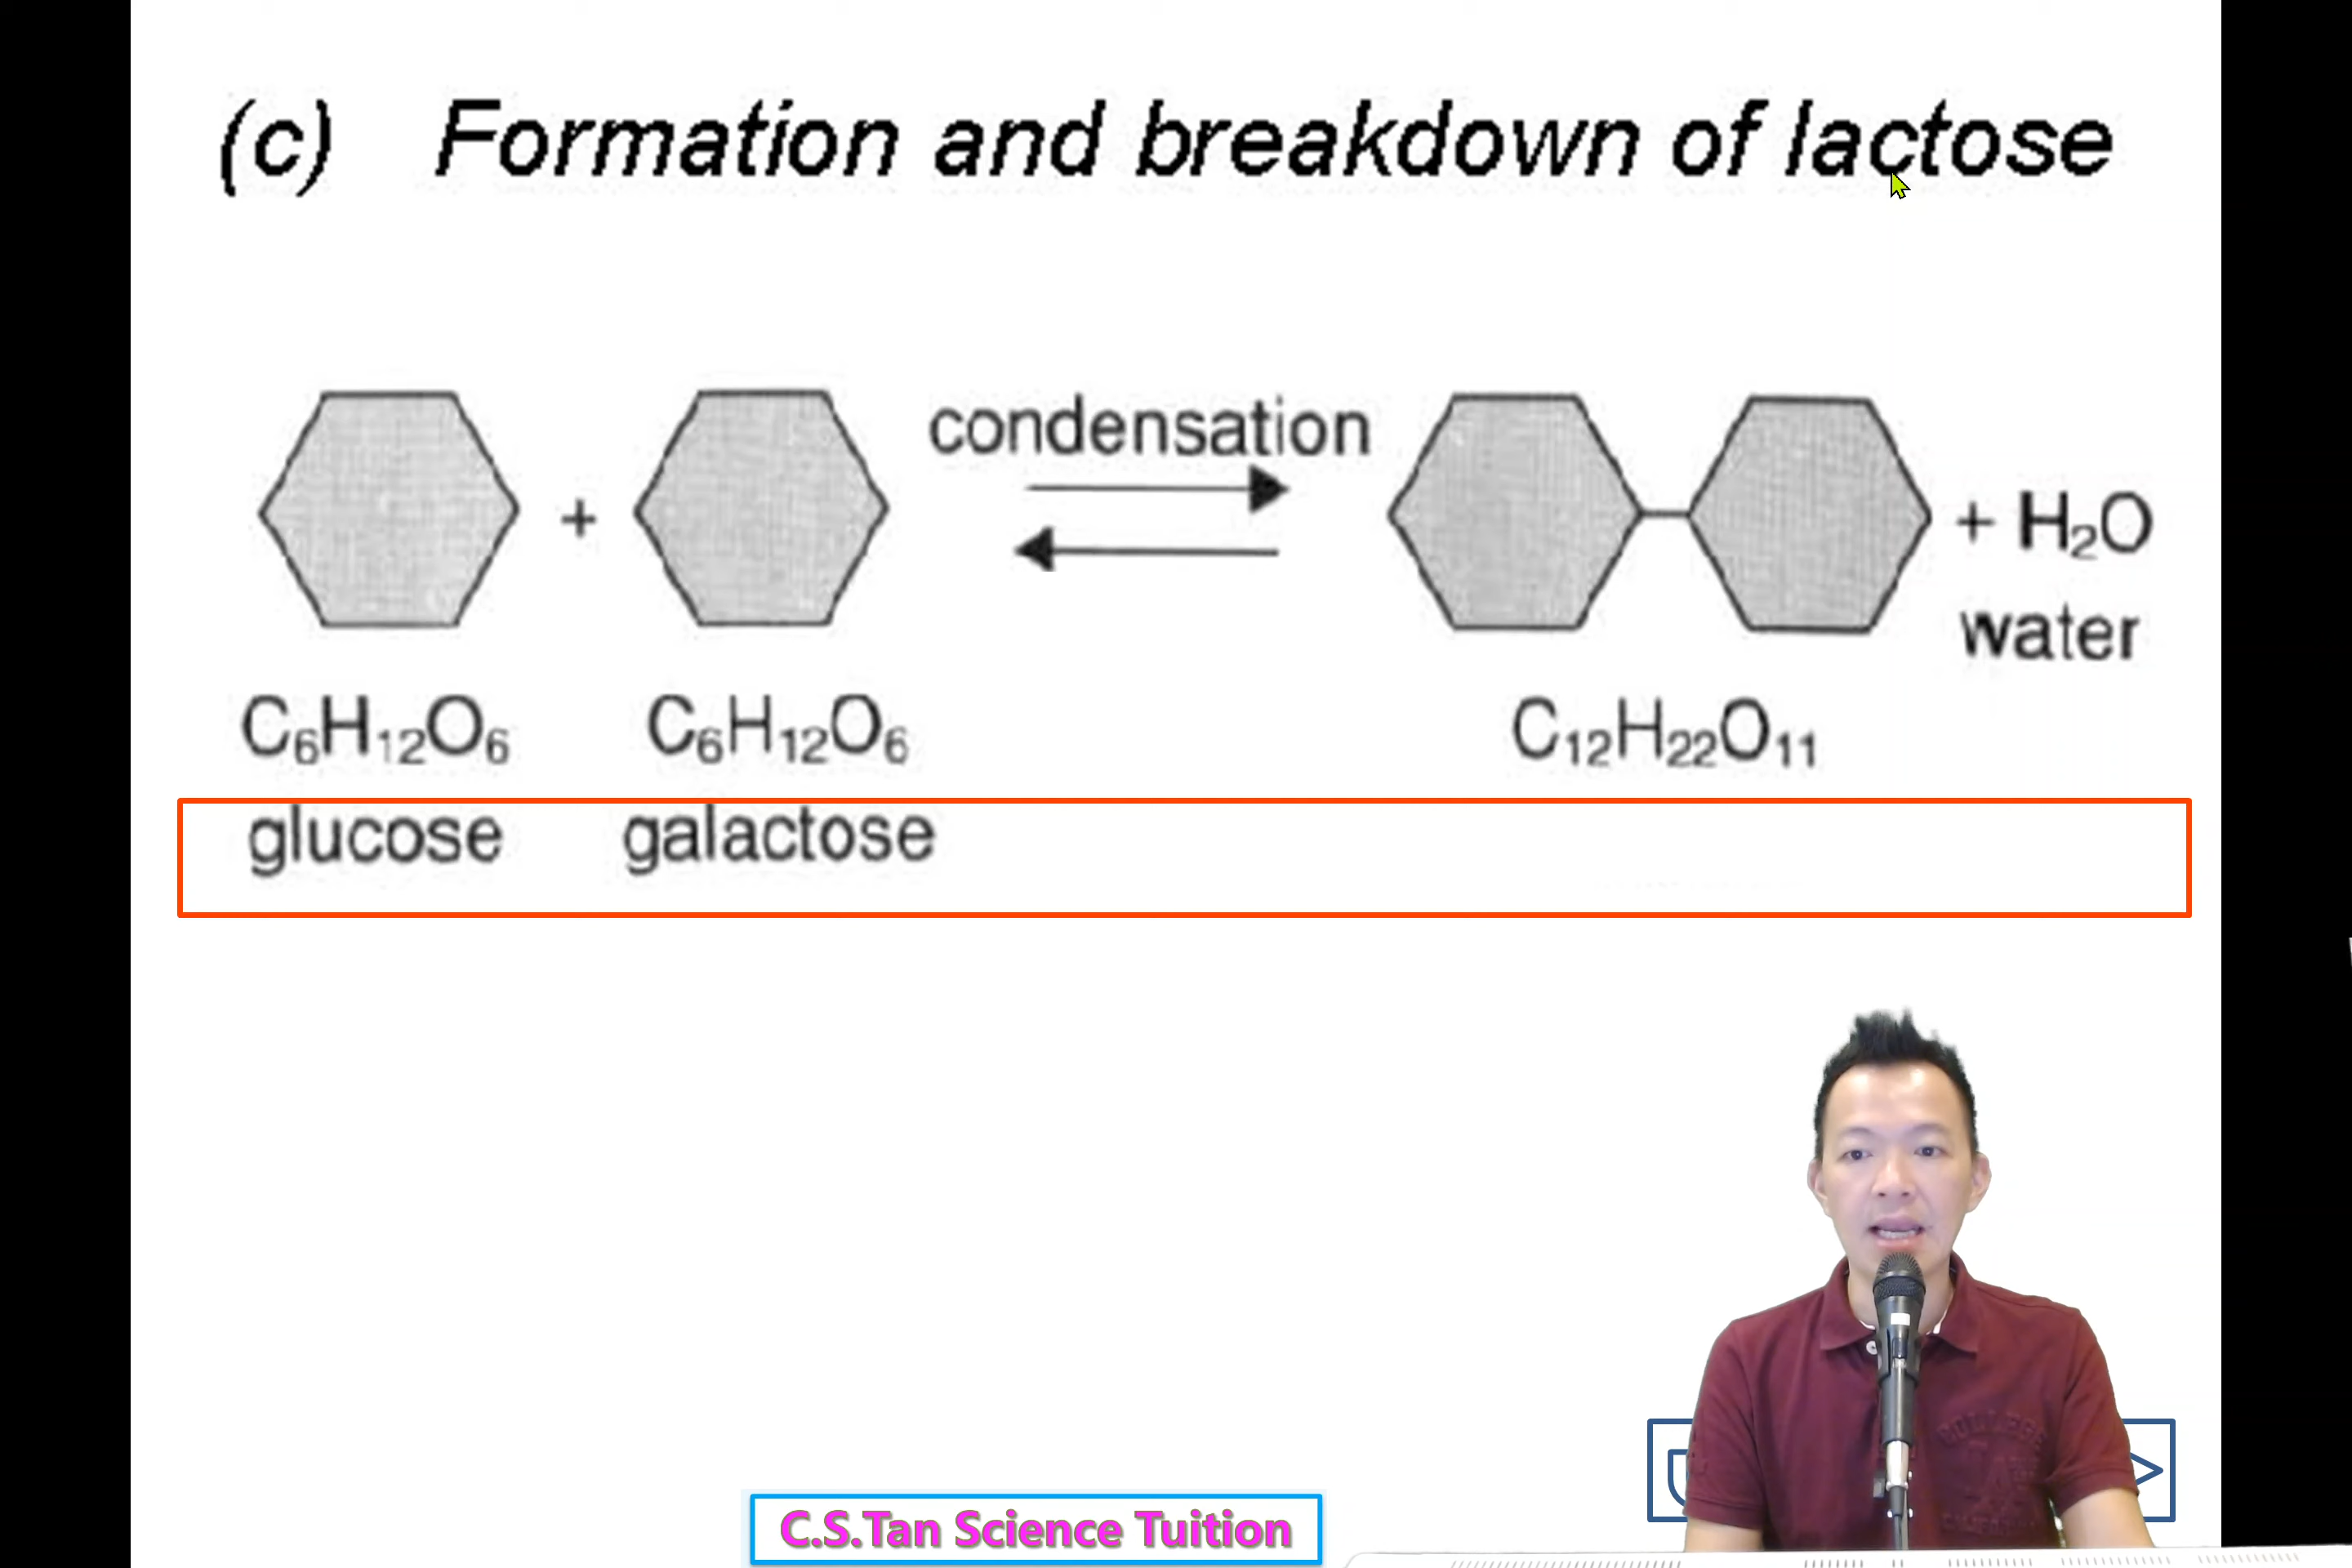 (c) Formation and breakdown of lactose
condensation
+
+ H₂O
water
C₆H₁₂O₆ C₆H₁₂O₆ C₁₂H₂₂O₁₁
glucose galactose
C.S.Tan Science Tuition